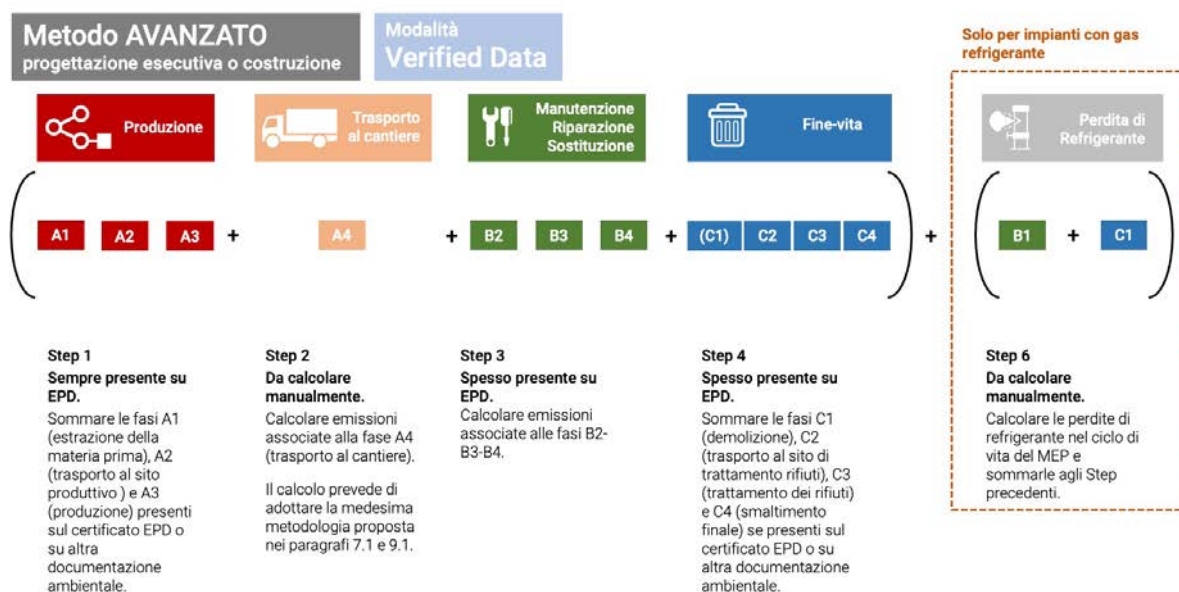 Metodo AVANZATO
progettazione esecutiva o costruzione
Modalità
Verified Data
Solo per impianti con gas
refrigerante
Produzione
Trasporto
al cantiere
Manutenzione
Riparazione
Sostituzione
Fine-vita
Perdita di
Refrigerante
A1 A2 A3 + A4 + B2 B3 B4 + (C1) C2 C3 C4 + B1 + C1
Step 1
Sempre presente su
EPD.
Sommare le fasi A1
(estrazione della
materia prima), A2
(trasporto al sito
produttivo ) e A3
(produzione) presenti
sul certificato EPD o
su altra
documentazione
ambientale.
Step 2
Da calcolare
manualmente.
Calcolare emissioni
associate alla fase A4
(trasporto al cantiere).
Il calcolo prevede di
adottare la medesima
metodologia proposta
nei paragrafi 7.1 e 9.1.
Step 3
Spesso presente su
EPD.
Calcolare emissioni
associate alle fasi B2-
B3-B4.
Step 4
Spesso presente su
EPD.
Sommare le fasi C1
(demolizione), C2
(trasporto al sito di
trattamento rifiuti), C3
(trattamento dei rifiuti)
e C4 (smaltimento
finale) se presenti sul
certificato EPD o su
altra documentazione
ambientale.
Step 6
Da calcolare
manualmente.
Calcolare le perdite di
refrigerante nel ciclo di
vita del MEP e
sommarle agli Step
precedenti.